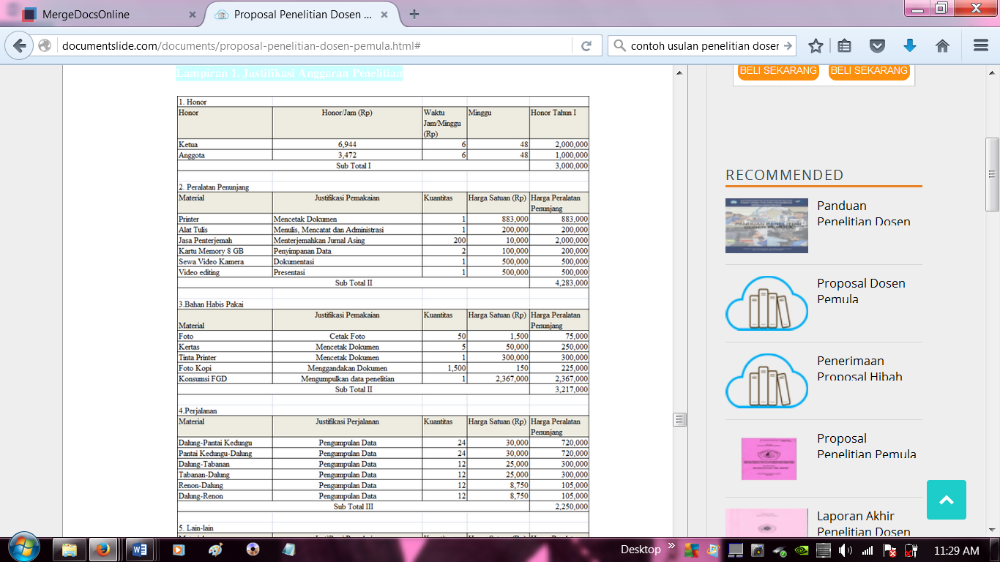 MergeDocsOnline
Proposal Penelitian Dosen ...
documentslide.com/documents/proposal-penelitian-dosen-pemula.html#
contoh usulan penelitian dosen
Lampiran 1. Justifikasi Anggaran Penelitian
1. Honor
Honor Honor/Jam (Rp) Waktu Jam/Minggu (Rp) Minggu Honor Tahun I
Ketua 6,944 6 48 2,000,000
Anggota 3,472 6 48 1,000,000
Sub Total I 3,000,000
2. Peralatan Penunjang
Material Justifikasi Pemakaian Kuantitas Harga Satuan (Rp) Harga Peralatan Penunjang
Printer Mencetak Dokumen 1 883,000 883,000
Alat Tulis Menulis, Mencatat dan Administrasi 1 200,000 200,000
Jasa Penterjemah Menterjemahkan Jurnal Asing 200 10,000 2,000,000
Kartu Memory 8 GB Penyimpanan Data 2 100,000 200,000
Sewa Video Kamera Dokumentasi 1 500,000 500,000
Video editing Presentasi 1 500,000 500,000
Sub Total II 4,283,000
3.Bahan Habis Pakai
Material Justifikasi Pemakaian Kuantitas Harga Satuan (Rp) Harga Peralatan Penunjang
Foto Cetak Foto 50 1,500 75,000
Kertas Mencetak Dokumen 5 50,000 250,000
Tinta Printer Mencetak Dokumen 1 300,000 300,000
Foto Kopi Menggandakan Dokumen 1,500 150 225,000
Konsumsi FGD Mengumpulkan data penelitian 1 2,367,000 2,367,000
Sub Total II 3,217,000
4.Perjalanan
Material Justifikasi Perjalanan Kuantitas Harga Satuan (Rp) Harga Peralatan Penunjang
Dalung-Pantai Kedungu Pengumpulan Data 24 30,000 720,000
Pantai Kedungu-Dalung Pengumpulan Data 24 30,000 720,000
Dalung-Tabanan Pengumpulan Data 12 25,000 300,000
Tabanan-Dalung Pengumpulan Data 12 25,000 300,000
Renon-Dalung Pengumpulan Data 12 8,750 105,000
Dalung-Renon Pengumpulan Data 12 8,750 105,000
Sub Total III 2,250,000
5. Lain-lain
BELI SEKARANG BELI SEKARANG
RECOMMENDED
Panduan
Penelitian Dosen
Proposal Dosen
Pemula
Penerimaan
Proposal Hibah
Proposal
Penelitian Pemula
Laporan Akhir
Penelitian Dosen
Desktop
11:29 AM